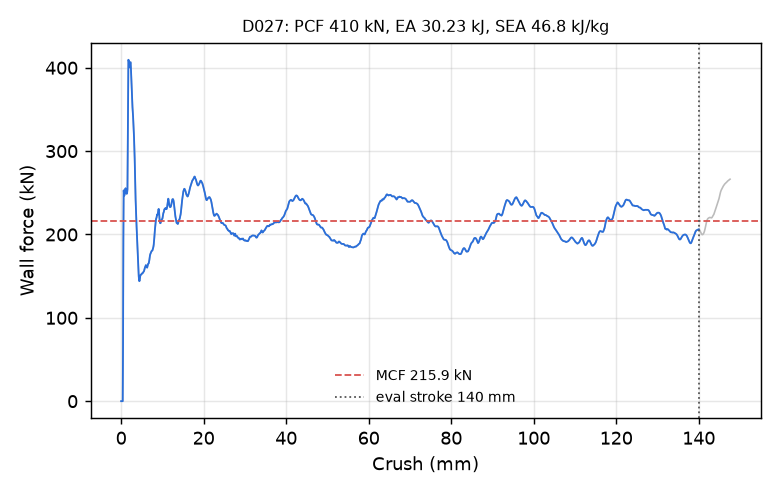 D027: PCF 410 kN, EA 30.23 kJ, SEA 46.8 kJ/kg
Wall force (kN)
400
300
200
100
0
MCF 215.9 kN
eval stroke 140 mm
0 20 40 60 80 100 120 140
Crush (mm)